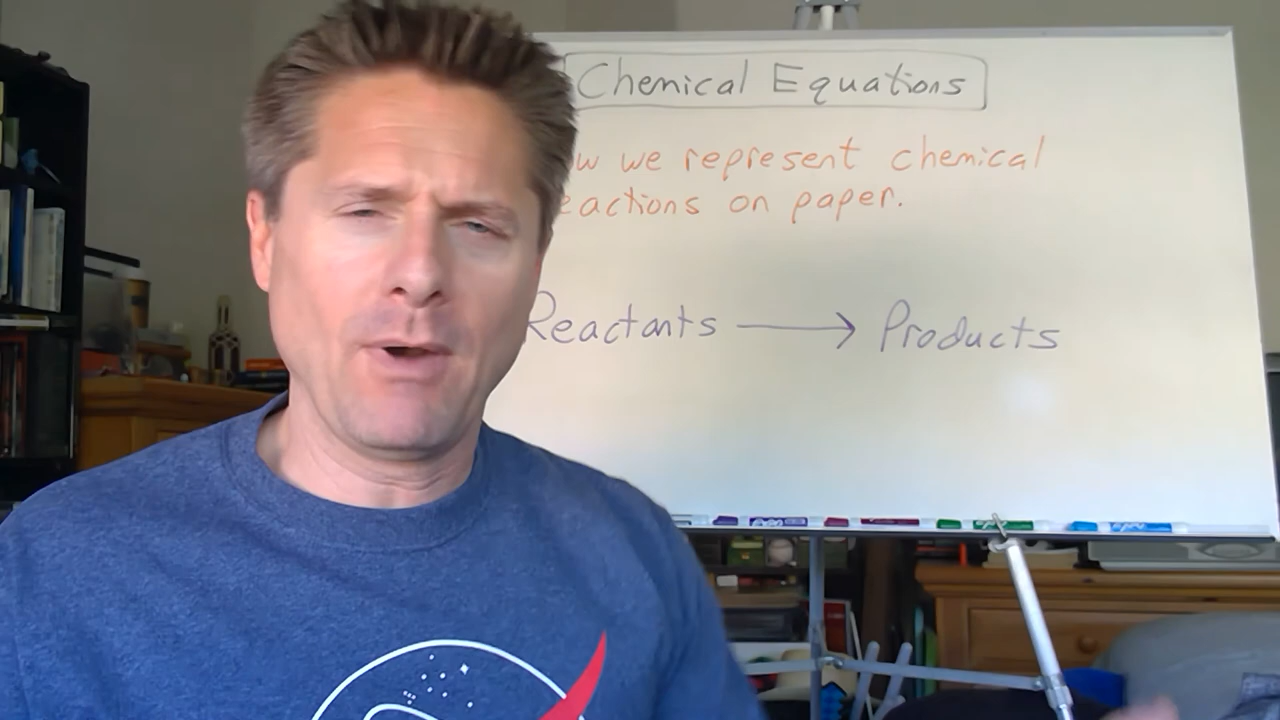 Chemical Equations
w we represent chemical
eactions on paper.
Reactants → Products